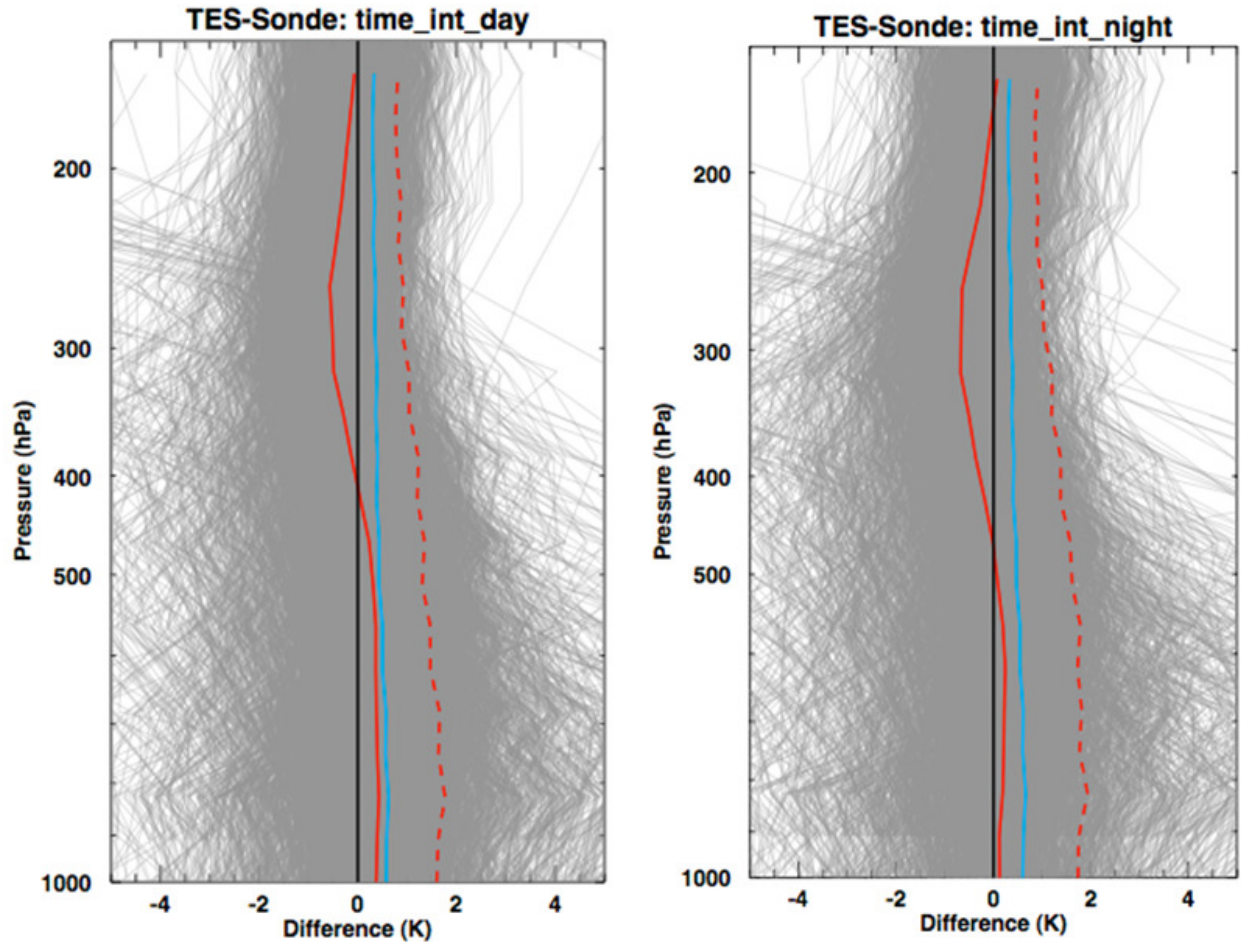 TES-Sonde: time_int_day
200
300
400
500
1000
Pressure (hPa)
-4 -2 0 2 4
Difference (K)
TES-Sonde: time_int_night
200
300
400
500
1000
Pressure (hPa)
-4 -2 0 2 4
Difference (K)